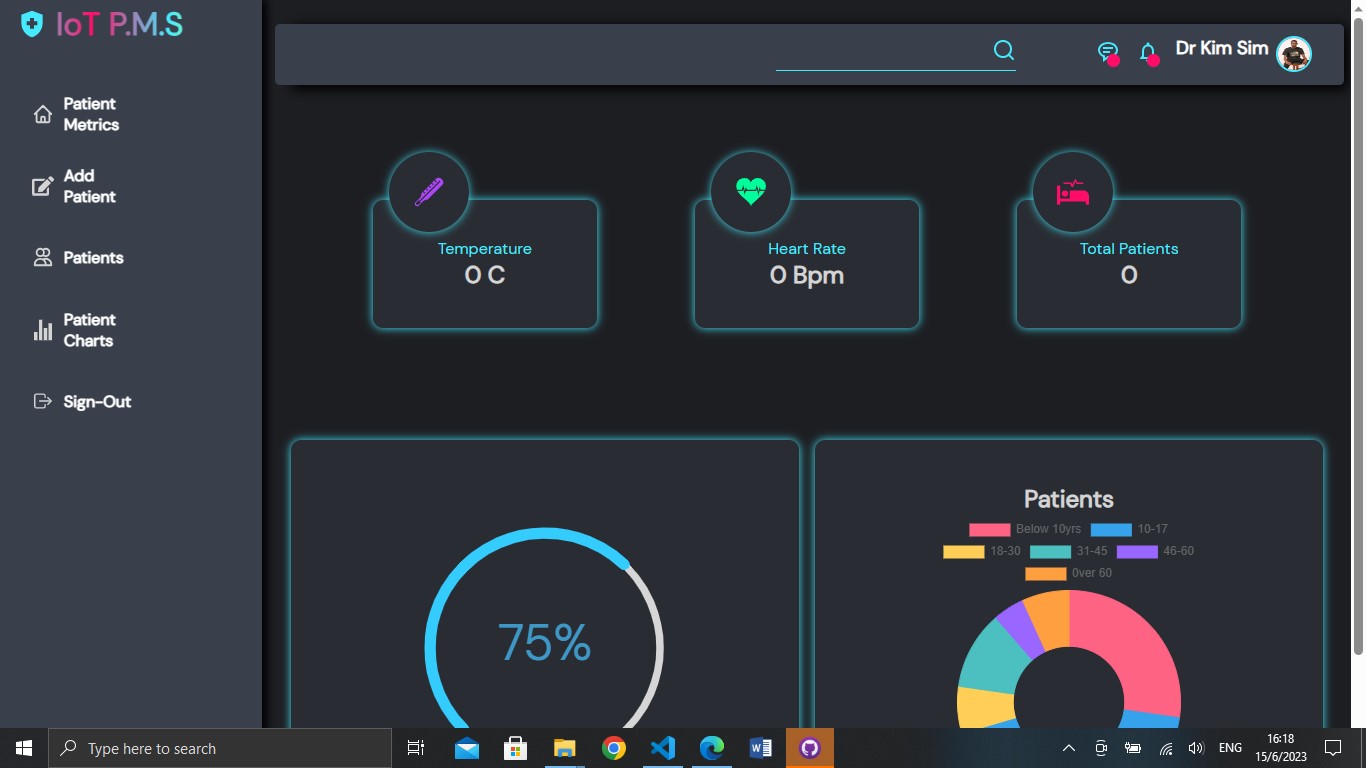 IoT P.M.S
Dr Kim Sim
Patient
Metrics
Add
Patient
Patients
Patient
Charts
Sign-Out
Temperature
0 C
Heart Rate
0 Bpm
Total Patients
0
75%
Patients
Below 10yrs 10-17
18-30 31-45 46-60
0ver 60
Type here to search
ENG
16:18
15/6/2023